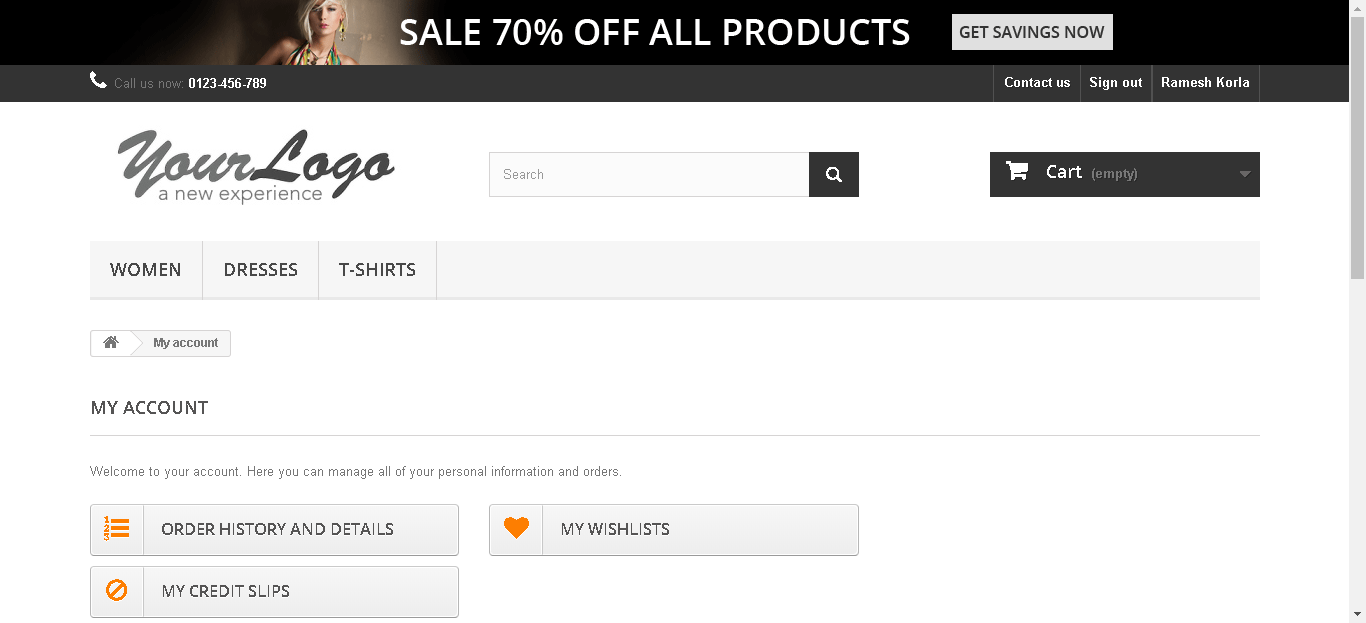 SALE 70% OFF ALL PRODUCTS GET SAVINGS NOW
Call us now: 0123-456-789 Contact us Sign out Ramesh Korla
YourLogo
a new experience
Search
Cart (empty)
WOMEN DRESSES T-SHIRTS
My account
MY ACCOUNT
Welcome to your account. Here you can manage all of your personal information and orders.
ORDER HISTORY AND DETAILS MY WISHLISTS
MY CREDIT SLIPS